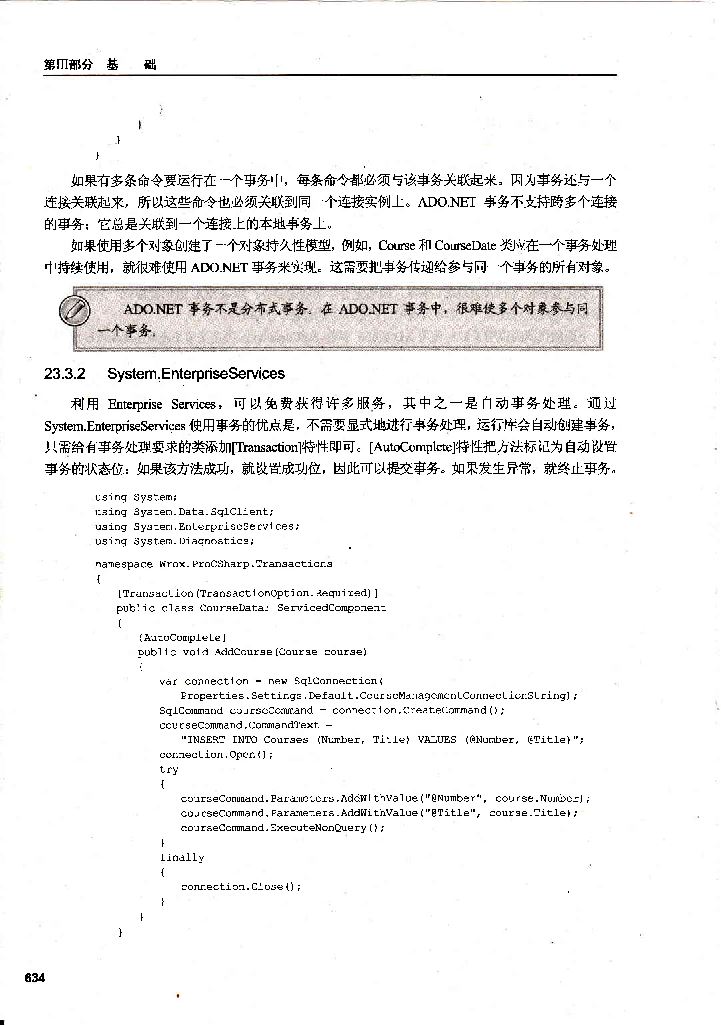 第Ⅲ部分 基 础
}
}
}
}
如果有多条命令要运行在一个事务中，每条命令都必须与该事务关联起来。因为事务还与一个
连接关联起来，所以这些命令也必须关联到同一个连接实例上。ADO.NET 事务不支持跨多个连接
的事务；它总是关联到一个连接上的本地事务上。
如果使用多个对象创建了一个对象持久性模型，例如，Course 和 CourseDate 类应在一个事务处理
中持续使用，就很难使用 ADO.NET 事务来实现。这需要把事务传递给参与同一个事务的所有对象。
ADO.NET 事务不是分布式事务。在 ADO.NET 事务中，很难使多个对象参与同
一个事务。
23.3.2 System.EnterpriseServices
利用 Enterprise Services，可以免费获得许多服务，其中之一是自动事务处理。通过
System.EnterpriseServices 使用事务的优点是，不需要显式地进行事务处理，运行库会自动创建事务，
只需给有事务处理要求的类添加[Transaction]特性即可。[AutoComplete]特性把方法标记为自动设置
事务的状态位：如果该方法成功，就设置成功位，因此可以提交事务。如果发生异常，就终止事务。
using System;
using System.Data.SqlClient;
using System.EnterpriseServices;
using System.Diagnostics;
namespace Wrox.ProCSharp.Transactions
{
[Transaction(TransactionOption.Required)]
public class CourseData: ServicedComponent
{
[AutoComplete]
public void AddCourse(Course course)
{
var connection = new SqlConnection(
Properties.Settings.Default.CourseManagementConnectionString);
SqlCommand courseCommand = connection.CreateCommand();
courseCommand.CommandText =
"INSERT INTO Courses (Number, Title) VALUES (@Number, @Title)";
connection.Open();
try
{
courseCommand.Parameters.AddWithValue("@Number", course.Number);
courseCommand.Parameters.AddWithValue("@Title", course.Title);
courseCommand.ExecuteNonQuery();
}
finally
{
connection.Close();
}
}
}
634